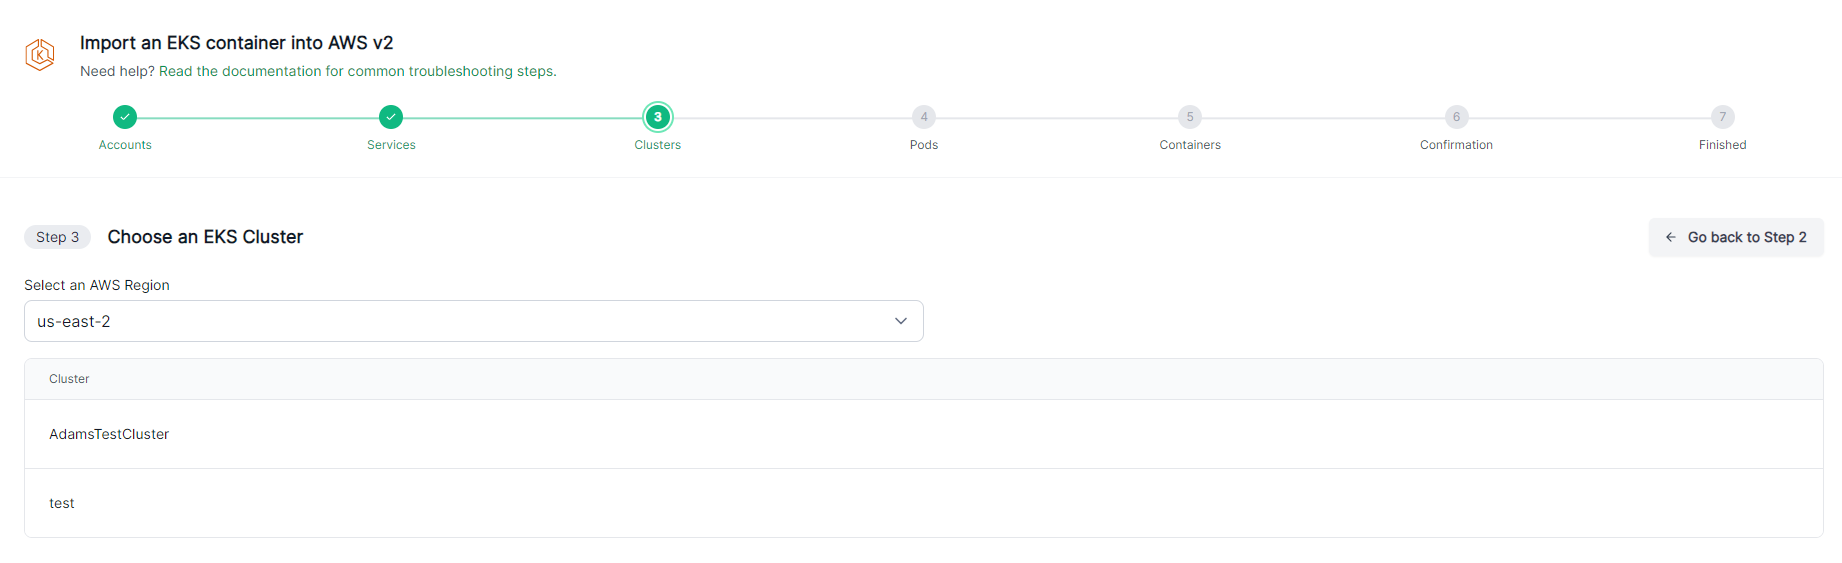 Import an EKS container into AWS v2
Need help? Read the documentation for common troubleshooting steps.
3 4 5 6 7
Accounts Services Clusters Pods Containers Confirmation Finished
Step 3 Choose an EKS Cluster ← Go back to Step 2
Select an AWS Region
us-east-2
Cluster
AdamsTestCluster
test